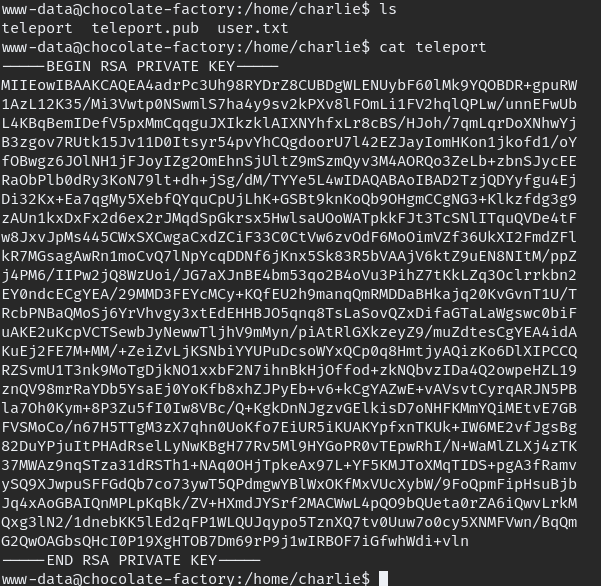 www-data@chocolate-factory:/home/charlie$ ls
teleport teleport.pub user.txt
www-data@chocolate-factory:/home/charlie$ cat teleport
-----BEGIN RSA PRIVATE KEY-----
MIIEowIBAAKCAQEA4adrPc3Uh98RYDrZ8CUBDgWLENUybF60lMk9YQOBDR+gpuRW
1AzL12K35/Mi3Vwtp0NSwmlS7ha4y9sv2kPXv8lFOmLi1FV2hqlQPLw/unnEFwUb
L4KBqBemIDefV5pxMmCqqguJXIkzklAIXNYhfxLr8cBS/HJoh/7qmLqrDoXNhwYj
B3zgov7RUtk15Jv11D0Itsyr54pvYhCQgdoorU7l42EZJayIomHKon1jkofd1/oY
fOBwgz6JOlNH1jFJoyIZg2OmEhnSjUltZ9mSzmQyv3M4AORQo3ZeLb+zbnSJycEE
RaObPlb0dRy3KoN79lt+dh+jSg/dM/TYYe5L4wIDAQABAoIBAD2TzjQDYyfgu4Ej
Di32Kx+Ea7qgMy5XebfQYquCpUjLhK+GSBt9knKoQb9OHgmCCgNG3+Klkzfdg3g9
zAUn1kxDxFx2d6ex2rJMqdSpGkrsx5HwlsaUOoWATpkkFJt3TcSNlITquQVDe4tF
w8JxvJpMs445CWxSXCwgaCxdZCiF33C0CtVw6zvOdF6MoOimVZf36UkXI2FmdZFl
kR7MGsagAwRn1moCvQ7lNpYcqDDNf6jKnx5Sk83R5bVAAjV6ktZ9uEN8NItM/ppZ
j4PM6/IIPw2jQ8WzUoi/JG7aXJnBE4bm53qo2B4oVu3PihZ7tKkLZq3Oclrrkbn2
EY0ndcECgYEA/29MMD3FEYcMCy+KQfEU2h9manqQmRMDDaBHkajq20KvGvnT1U/T
RcbPNBaQMoSj6YrVhvgy3xtEdEHHBJO5qnq8TsLaSovQZxDifaGTaLaWgswc0biF
uAKE2uKcpVCTSewbJyNewwTljhV9mMyn/piAtRlGXkzeyZ9/muZdtesCgYEA4idA
KuEj2FE7M+MM/+ZeiZvLjKSNbiYYUPuDcsoWYxQCp0q8HmtjyAQizKo6DlXIPCCQ
RZSvmU1T3nk9MoTgDjkNO1xxbF2N7ihnBkHjOffod+zkNQbvzIDa4Q2owpeHZL19
znQV98mrRaYDb5YsaEj0YoKfb8xhZJPyEb+v6+kCgYAZwE+vAVsvtCyrqARJN5PB
la7Oh0Kym+8P3Zu5fI0Iw8VBc/Q+KgkDnNJgzvGElkisD7oNHFKMmYQiMEtvE7GB
FVSMoCo/n67H5TTgM3zX7qhn0UoKfo7EiUR5iKUAKYpfxnTKUk+IW6ME2vfJgsBg
82DuYPjuItPHAdRselLyNwKBgH77Rv5Ml9HYGoPR0vTEpwRhI/N+WaMlZLXj4zTK
37MWAz9nqSTza31dRSTh1+NAq0OHjTpkeAx97L+YF5KMJToXMqTIDS+pgA3fRamv
ySQ9XJwpuSFFGdQb7co73ywT5QPdmgwYBlWxOKfMxVUcXybW/9FoQpmFipHsuBjb
Jq4xAoGBAIQnMPLpKqBk/ZV+HXmdJYSrf2MACWwL4pQO9bQUeta0rZA6iQwvLrkM
Qxg3lN2/1dnebKK5lEd2qFP1WLQUJqypo5TznXQ7tv0Uuw7o0cy5XNMFVwn/BqQm
G2QwOAGbsQHcI0P19XgHTOB7Dm69rP9j1wIRBOF7iGfwhWdi+vln
-----END RSA PRIVATE KEY-----
www-data@chocolate-factory:/home/charlie$